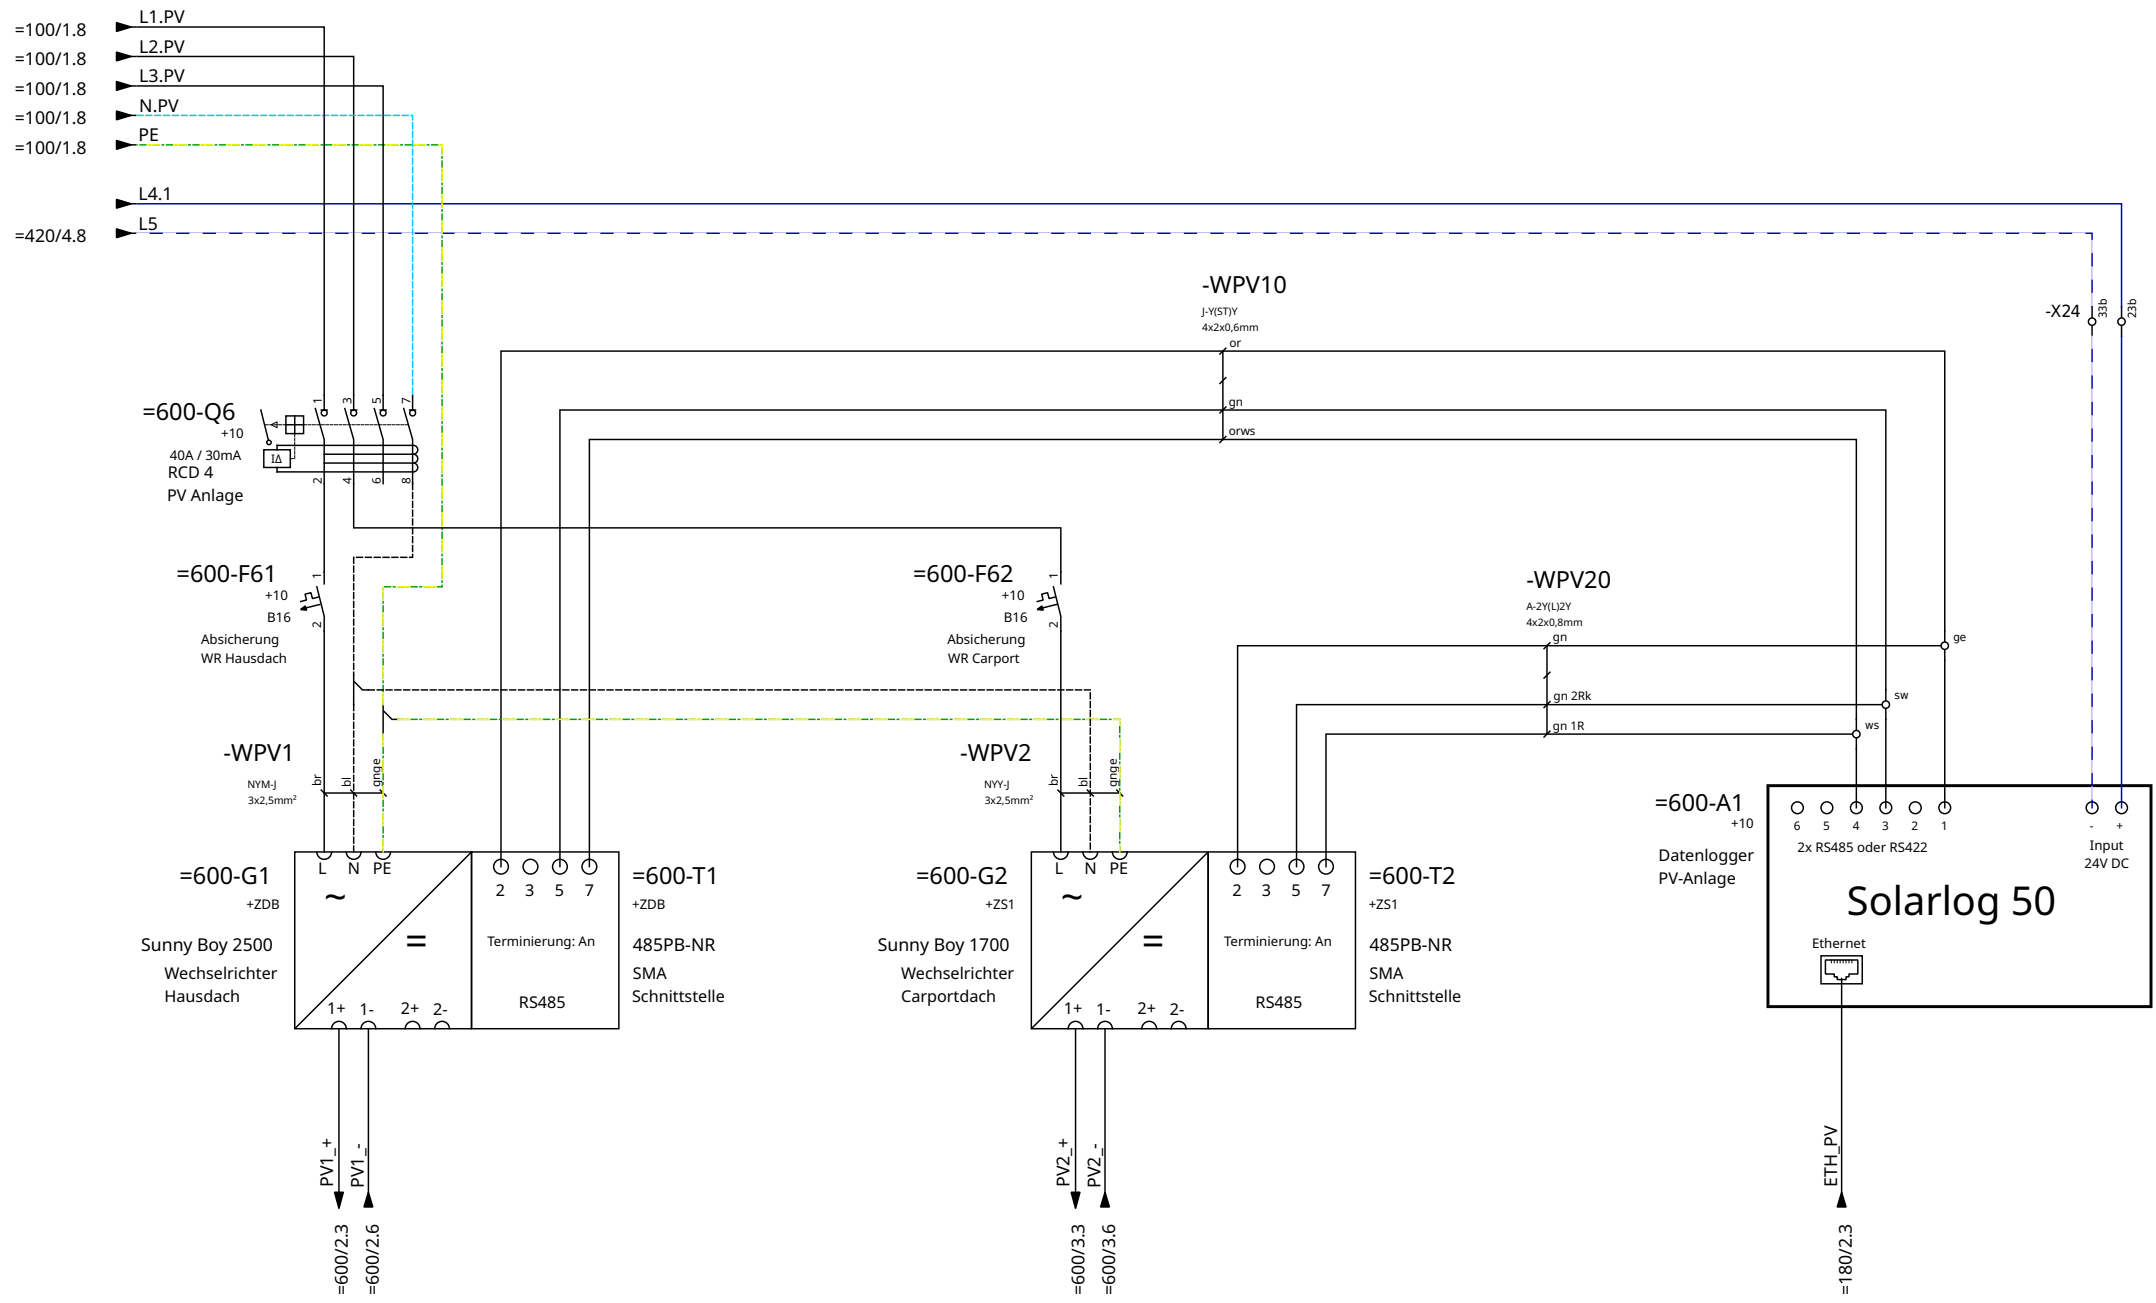 L1.PV
=100/1.8
L2.PV
=100/1.8
L3.PV
=100/1.8
N.PV
=100/1.8
PE
=100/1.8
L4.1
L5
=420/4.8
-WPV10
J-Y(ST)Y
4x2x0,6mm
or
gn
orws
-X24
33b
23b
=600-Q6
+10
40A / 30mA
RCD 4
PV Anlage
I∆
1
3
5
7
2
4
6
8
=600-F61
+10
B16
Absicherung
WR Hausdach
1
2
=600-F62
+10
B16
Absicherung
WR Carport
1
2
-WPV20
A-2Y(L)2Y
4x2x0,8mm
gn
gn 2Rk
gn 1R
ge
sw
ws
-WPV1
NYM-J
3x2,5mm²
br
bl
gnge
-WPV2
NYY-J
3x2,5mm²
br
bl
gnge
=600-G1
+ZDB
Sunny Boy 2500
Wechselrichter
Hausdach
L N PE
~
=
1+ 1- 2+ 2-
2 3 5 7
Terminierung: An
RS485
=600-T1
+ZDB
485PB-NR
SMA
Schnittstelle
=600-G2
+ZS1
Sunny Boy 1700
Wechselrichter
Carportdach
L N PE
~
=
1+ 1- 2+ 2-
2 3 5 7
Terminierung: An
RS485
=600-T2
+ZS1
485PB-NR
SMA
Schnittstelle
=600-A1
+10
Datenlogger
PV-Anlage
6 5 4 3 2 1
2x RS485 oder RS422
- +
Input
24V DC
Solarlog 50
Ethernet
PV1_+
PV1_-
=600/2.3
=600/2.6
PV2_+
PV2_-
=600/3.3
=600/3.6
ETH_PV
=180/2.3